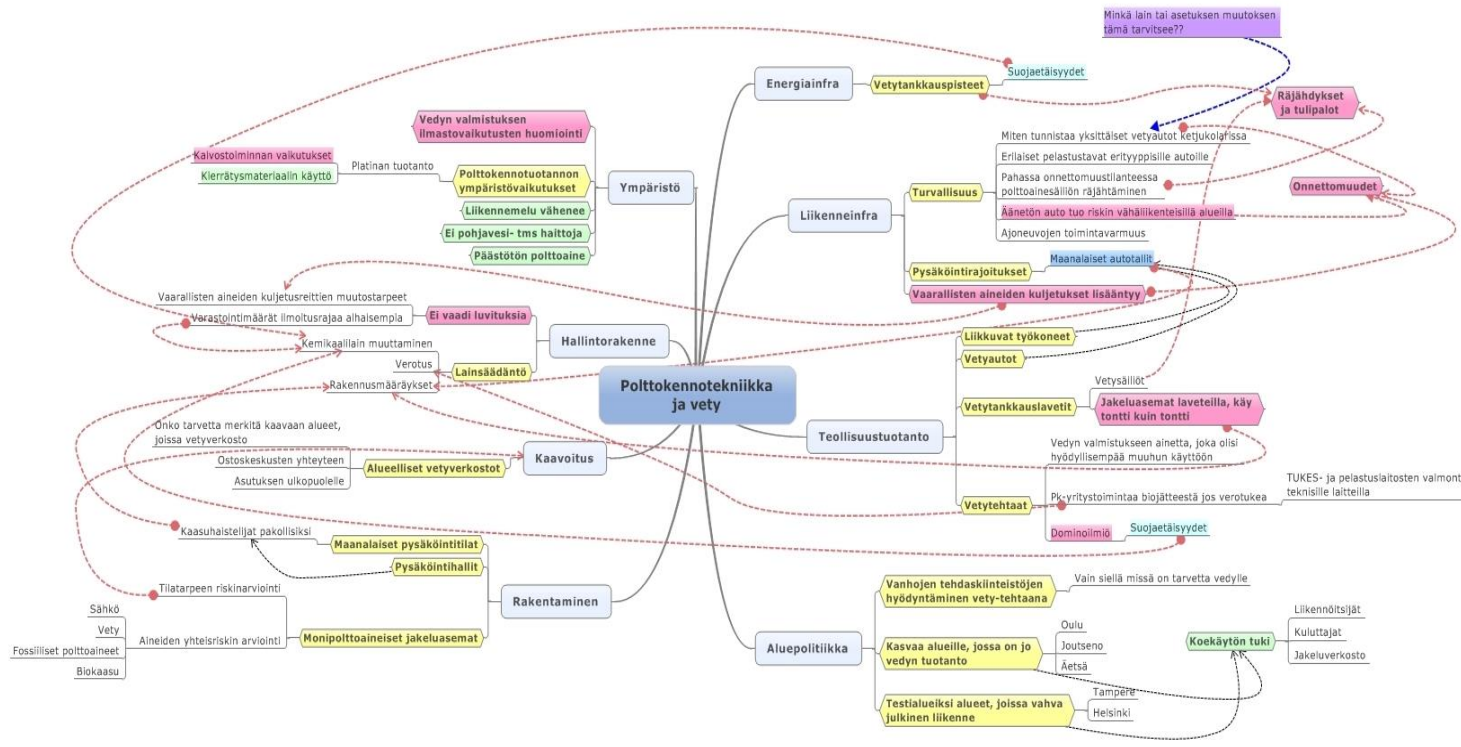 Polttokennotekniikka
ja vety
Energiainfra
Vetytankkauspisteet
Suojaetäisyydet
Minkä lain tai asetuksen muutoksen
tämä tarvitsee??
Räjähdykset
ja tulipalot
Onnettomuudet
Liikenneinfra
Turvallisuus
Miten tunnistaa yksittäiset vetyautot ketjukolarissa
Erilaiset pelastustavat erityyppisille autoille
Pahassa onnettomuustilanteessa
polttoainesäiliön räjähtäminen
Äänetön auto tuo riskin vähäliikenteisillä alueilla
Ajoneuvojen toimintavarmuus
Pysäköintirajoitukset
Maanalaiset autotallit
Vaarallisten aineiden kuljetukset lisääntyy
Teollisuustuotanto
Liikkuvat työkoneet
Vetyautot
Vetytankkauslavetit
Vetysäiliöt
Jakeluasemat laveteilla, käy
tontti kuin tontti
Vetytehtaat
Vedyn valmistukseen ainetta, joka olisi
hyödyllisempää muuhun käyttöön
Pk-yritystoimintaa biojätteestä jos verotukea
TUKES- ja pelastuslaitosten valmont
teknisille laitteilla
Dominoilmiö
Suojaetäisyydet
Aluepolitiikka
Vanhojen tehdaskiinteistöjen
hyödyntäminen vety-tehtaana
Vain siellä missä on tarvetta vedylle
Kasvaa alueille, jossa on jo
vedyn tuotanto
Oulu
Joutseno
Äetsä
Testialueiksi alueet, joissa vahva
julkinen liikenne
Tampere
Helsinki
Koekäytön tuki
Liikennöitsijät
Kuluttajat
Jakeluverkosto
Ympäristö
Vedyn valmistuksen
ilmastovaikutusten huomiointi
Polttokennotuotannon
ympäristövaikutukset
Platinan tuotanto
Kaivostoiminnan vaikutukset
Kierrätysmateriaalin käyttö
Liikennemelu vähenee
Ei pohjavesi- tms haittoja
Päästötön polttoaine
Hallintorakenne
Ei vaadi luvituksia
Vaarallisten aineiden kuljetusreittien muutostarpeet
Varastointimäärät ilmoitusrajaa alhaisempia
Lainsäädäntö
Kemikaalilain muuttaminen
Verotus
Rakennusmääräykset
Kaavoitus
Alueelliset vetyverkostot
Onko tarvetta merkitä kaavaan alueet,
joissa vetyverkosto
Ostoskeskusten yhteyteen
Asutuksen ulkopuolelle
Rakentaminen
Maanalaiset pysäköintitilat
Kaasuhaistelijat pakollisiksi
Pysäköintihallit
Monipolttoaineiset jakeluasemat
Tilatarpeen riskinarviointi
Aineiden yhteisriskin arviointi
Sähkö
Vety
Fossiiliset polttoaineet
Biokaasu